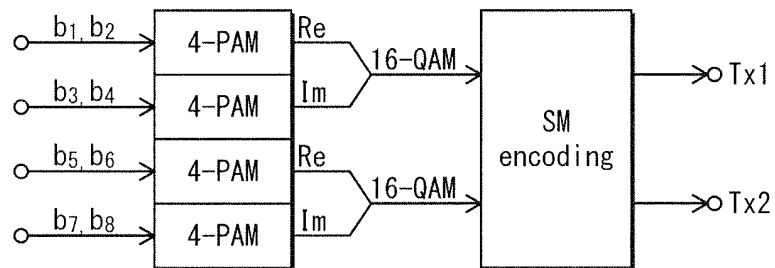 b1,b2 4-PAM Re
16-QAM
b3,b4 4-PAM Im
b5,b6 4-PAM Re
16-QAM
b7,b8 4-PAM Im
SM
encoding
Tx1
Tx2